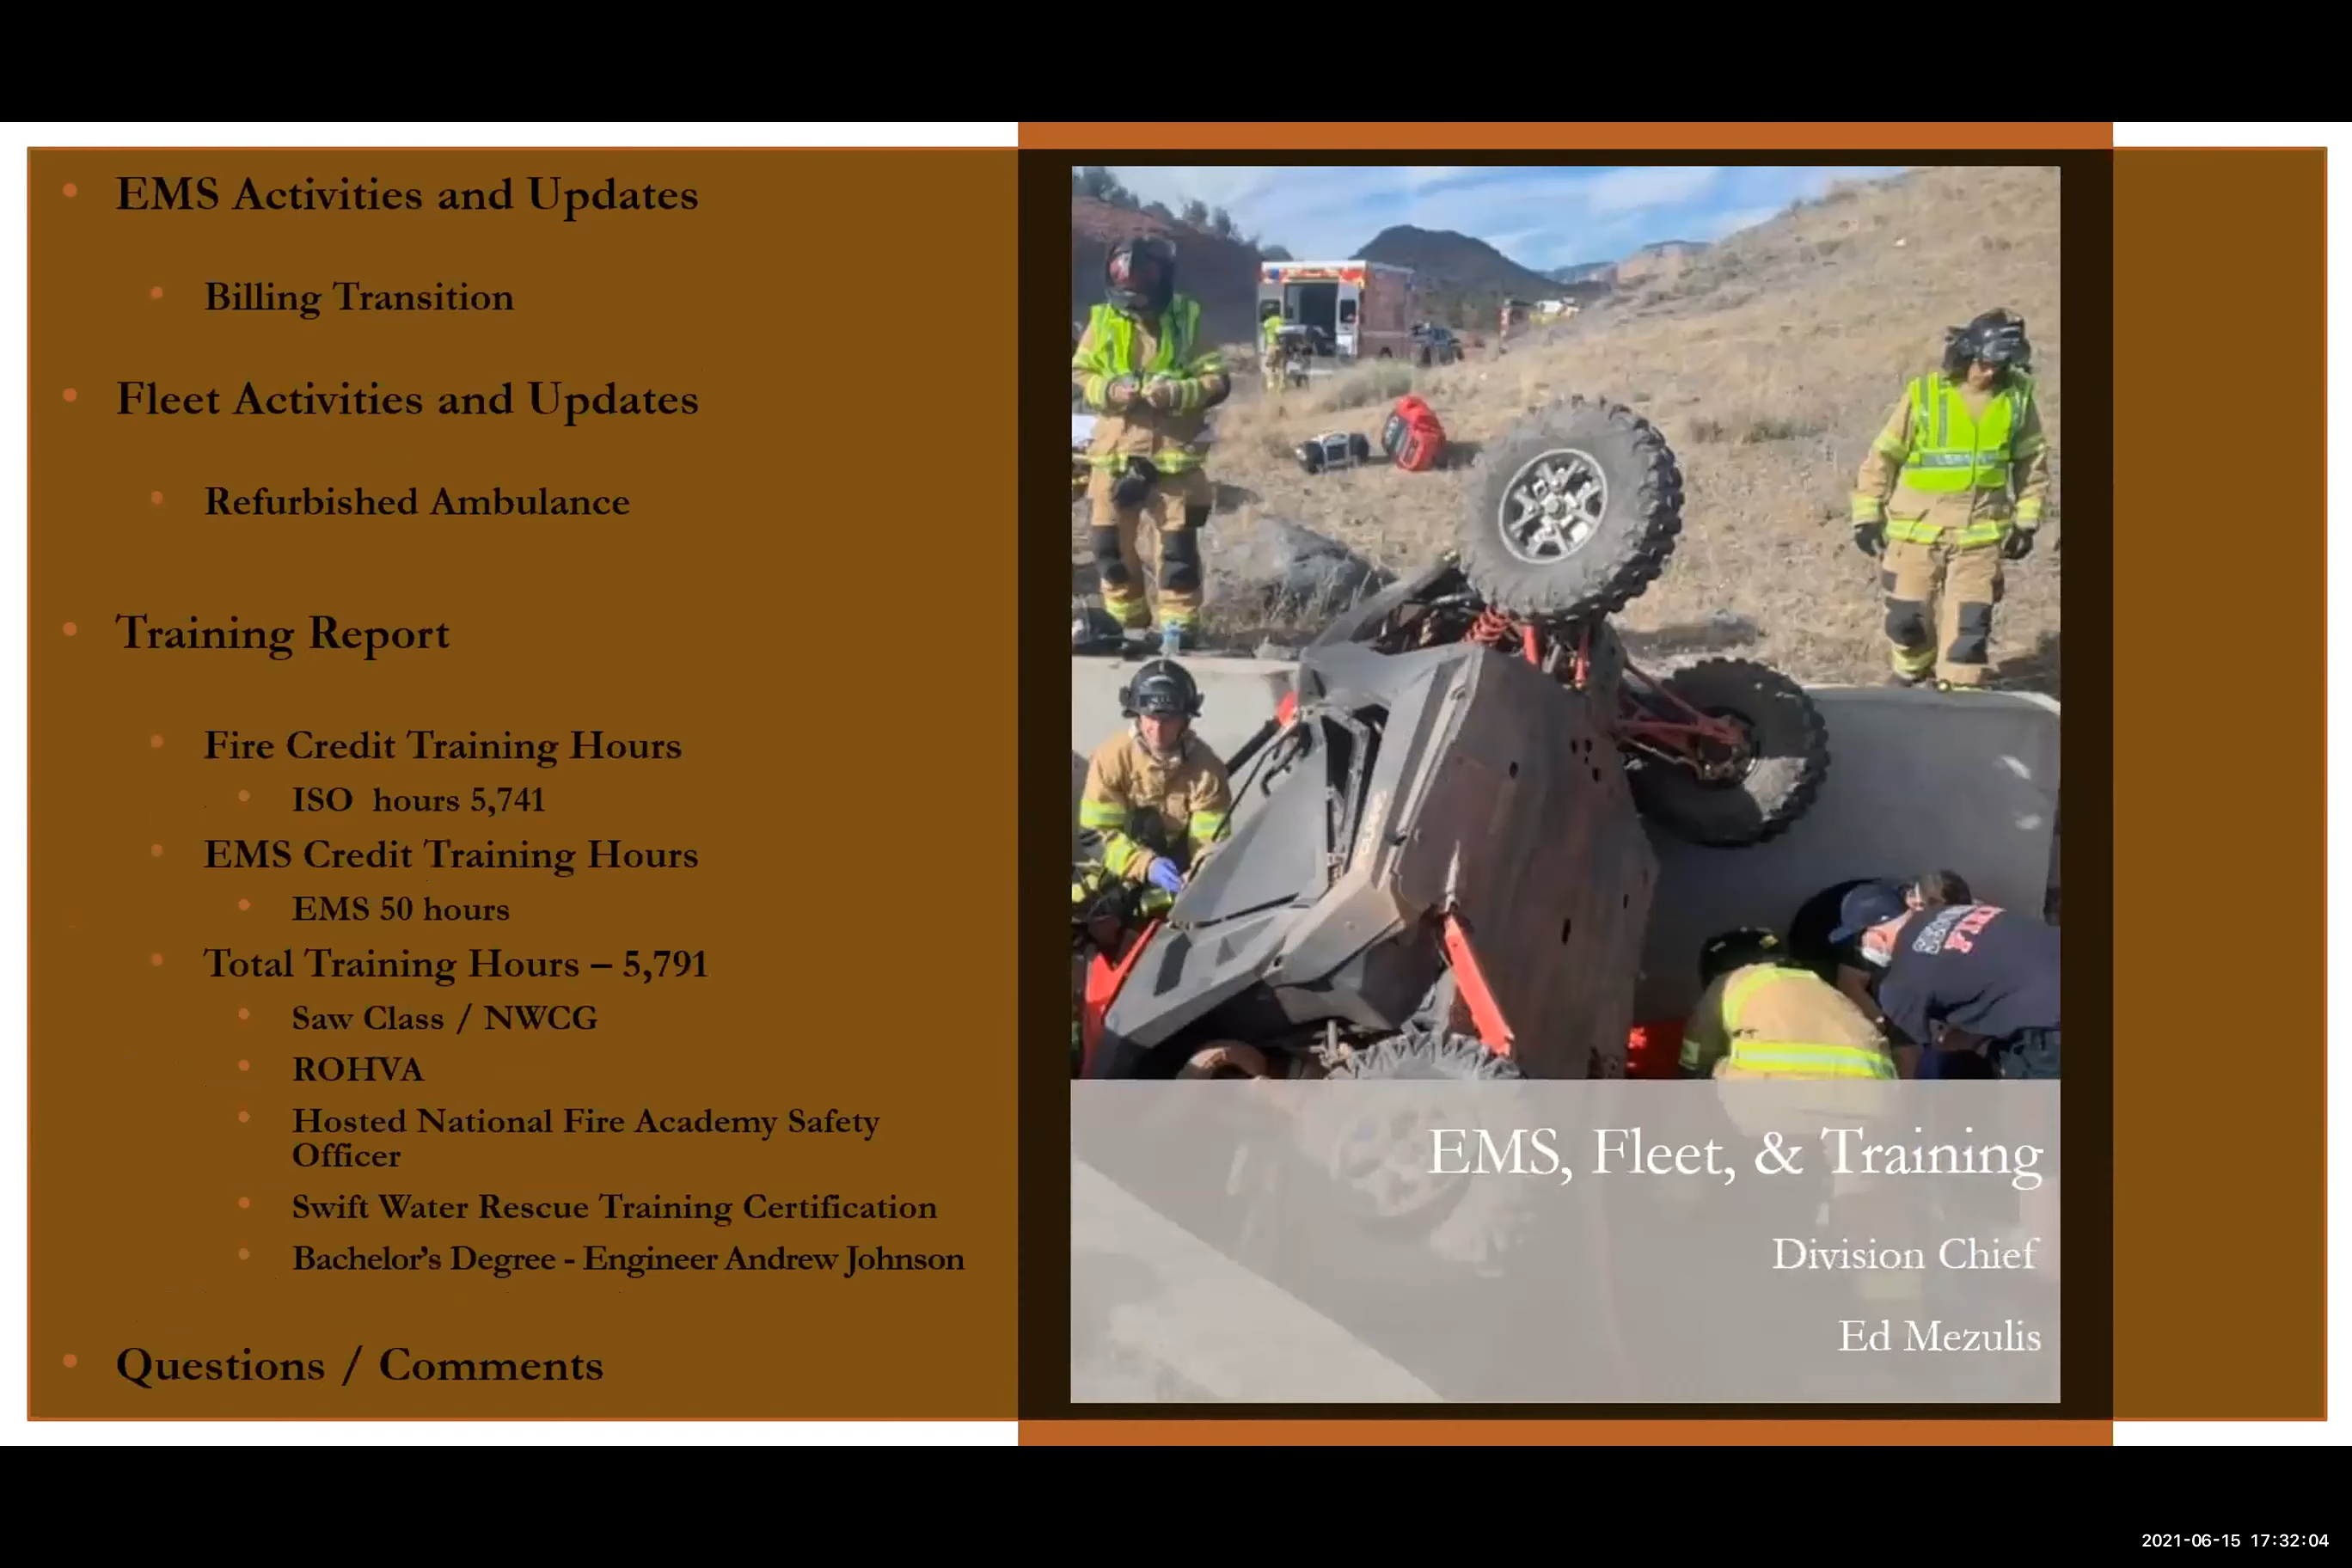 EMS Activities and Updates
Billing Transition
Fleet Activities and Updates
Refurbished Ambulance
Training Report
Fire Credit Training Hours
ISO hours 5,741
EMS Credit Training Hours
EMS 50 hours
Total Training Hours – 5,791
Saw Class / NWCG
ROHVA
Hosted National Fire Academy Safety
Officer
Swift Water Rescue Training Certification
Bachelor's Degree - Engineer Andrew Johnson
Questions / Comments
EMS, Fleet, & Training
Division Chief
Ed Mezulis
2021-06-15 17:32:04